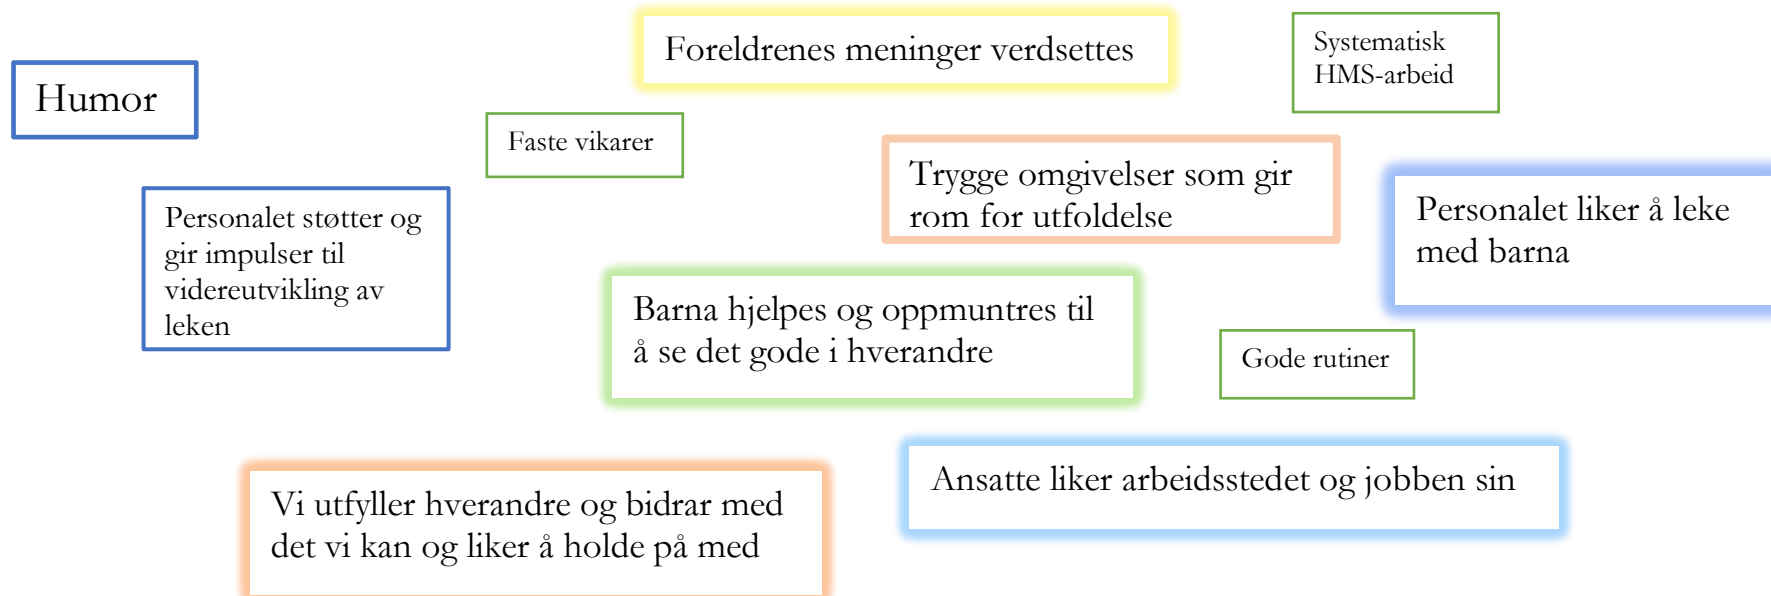 Foreldrenes meninger verdsettes
Systematisk
HMS-arbeid
Humor
Faste vikarer
Trygge omgivelser som gir
rom for utfoldelse
Personalet liker å leke
med barna
Personalet støtter og
gir impulser til
videreutvikling av
leken
Barna hjelpes og oppmuntres til
å se det gode i hverandre
Gode rutiner
Ansatte liker arbeidsstedet og jobben sin
Vi utfyller hverandre og bidrar med
det vi kan og liker å holde på med